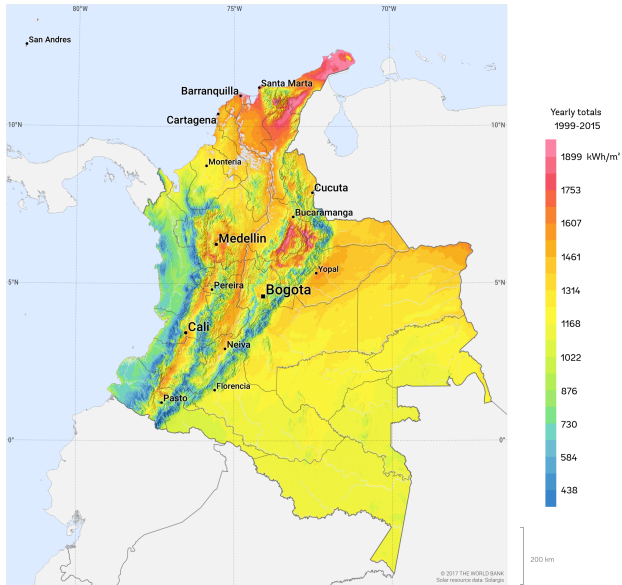 80°W
75°W
70°W
San Andres
Santa Marta
Barranquilla
Cartagena
10°N
10°N
Monteria
Cucuta
Bucaramanga
Medellin
Yopal
5°N
5°N
Pereira
Bogota
Cali
Neiva
Florencia
Pasto
0°
0°
© 2017 THE WORLD BANK
Solar resource data: Solargis
Yearly totals
1999-2015
1899 kWh/m²
1753
1607
1461
1314
1168
1022
876
730
584
438
200 km